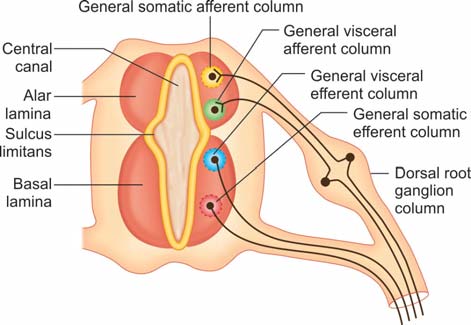 General somatic afferent column
Central
canal
Alar
lamina
Sulcus
limitans
Basal
lamina
General visceral
afferent column
General visceral
efferent column
General somatic
efferent column
Dorsal root
ganglion
column